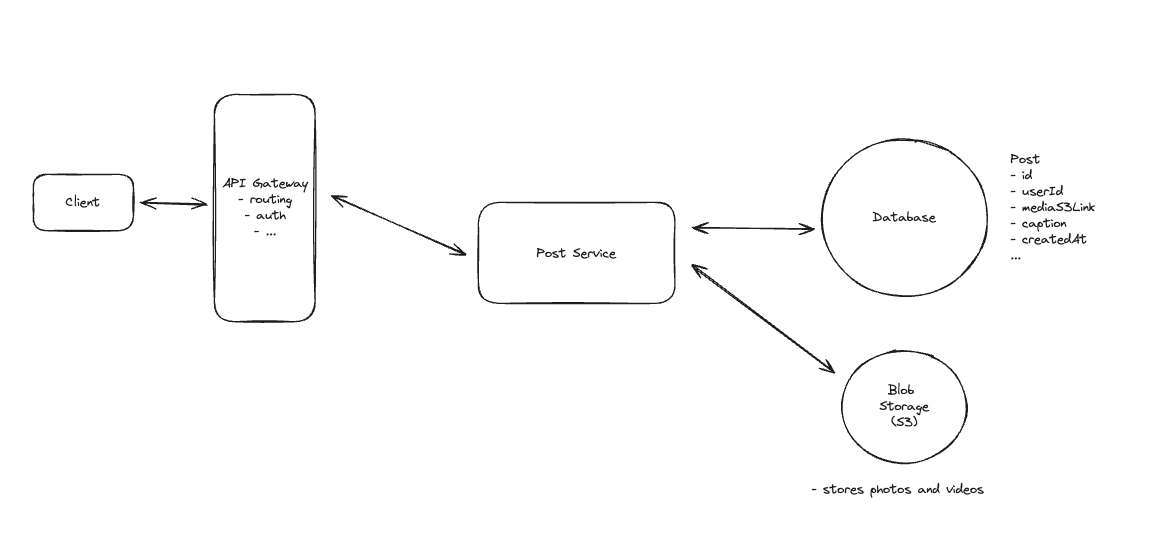 Client
API Gateway
- routing
- auth
- ...
Post Service
Database
Post
- id
- userId
- mediaS3Link
- caption
- createdAt
...
Blob
Storage
(S3)
- stores photos and videos